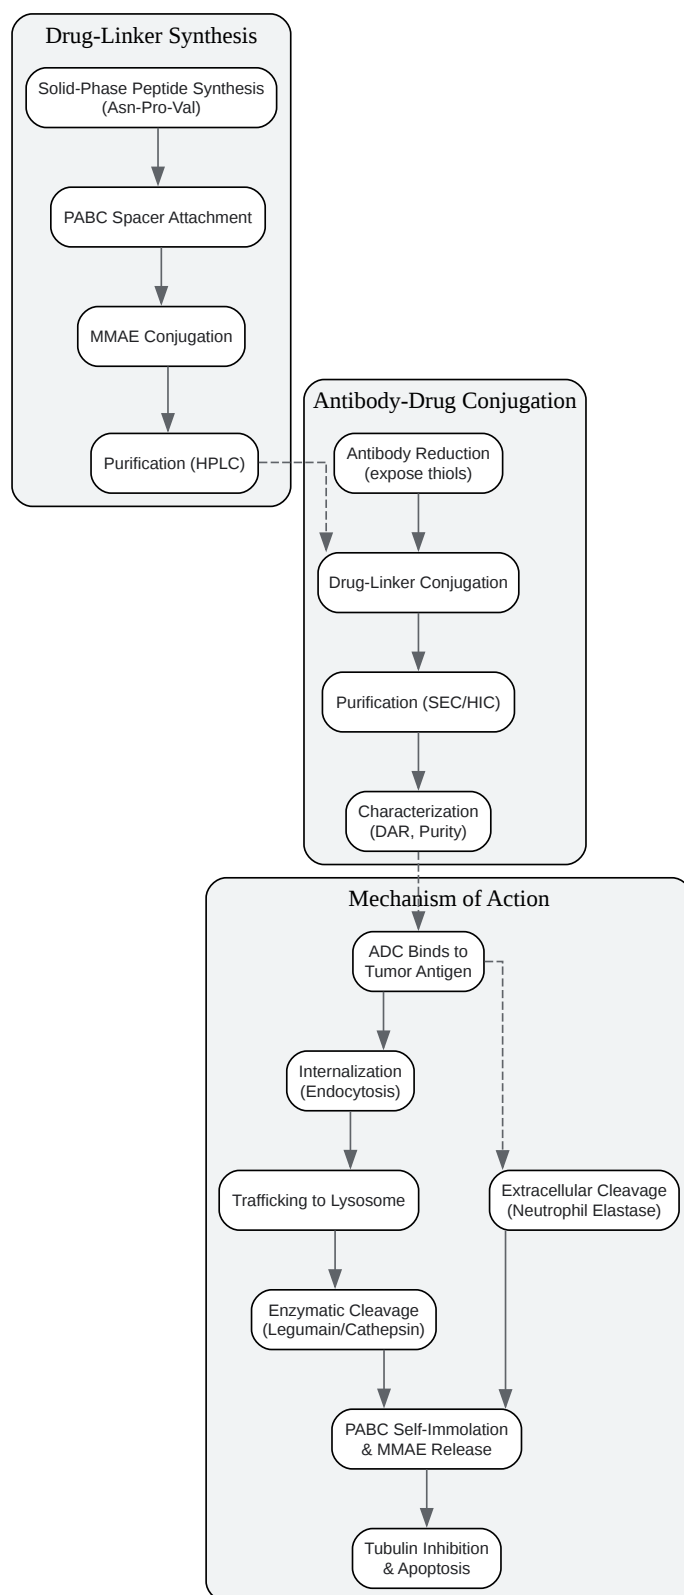 Drug-Linker Synthesis
Solid-Phase Peptide Synthesis
(Asn-Pro-Val)
PABC Spacer Attachment
MMAE Conjugation
Purification (HPLC)
Antibody-Drug Conjugation
Antibody Reduction
(expose thiols)
Drug-Linker Conjugation
Purification (SEC/HIC)
Characterization
(DAR, Purity)
Mechanism of Action
ADC Binds to
Tumor Antigen
Internalization
(Endocytosis)
Trafficking to Lysosome
Extracellular Cleavage
(Neutrophil Elastase)
Enzymatic Cleavage
(Legumain/Cathepsin)
PABC Self-Immolation
& MMAE Release
Tubulin Inhibition
& Apoptosis